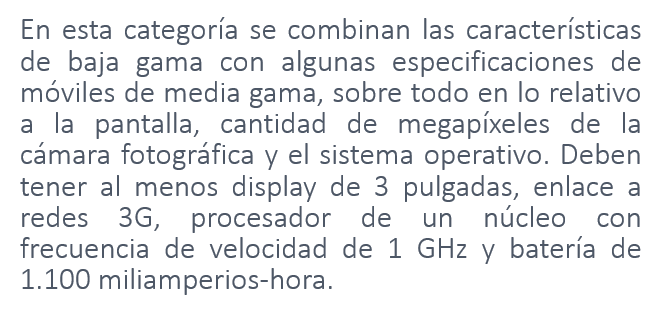 En esta categoría se combinan las características
de baja gama con algunas especificaciones de
móviles de media gama, sobre todo en lo relativo
a la pantalla, cantidad de megapíxeles de la
cámara fotográfica y el sistema operativo. Deben
tener al menos display de 3 pulgadas, enlace a
redes 3G, procesador de un núcleo con
frecuencia de velocidad de 1 GHz y batería de
1.100 miliamperios-hora.